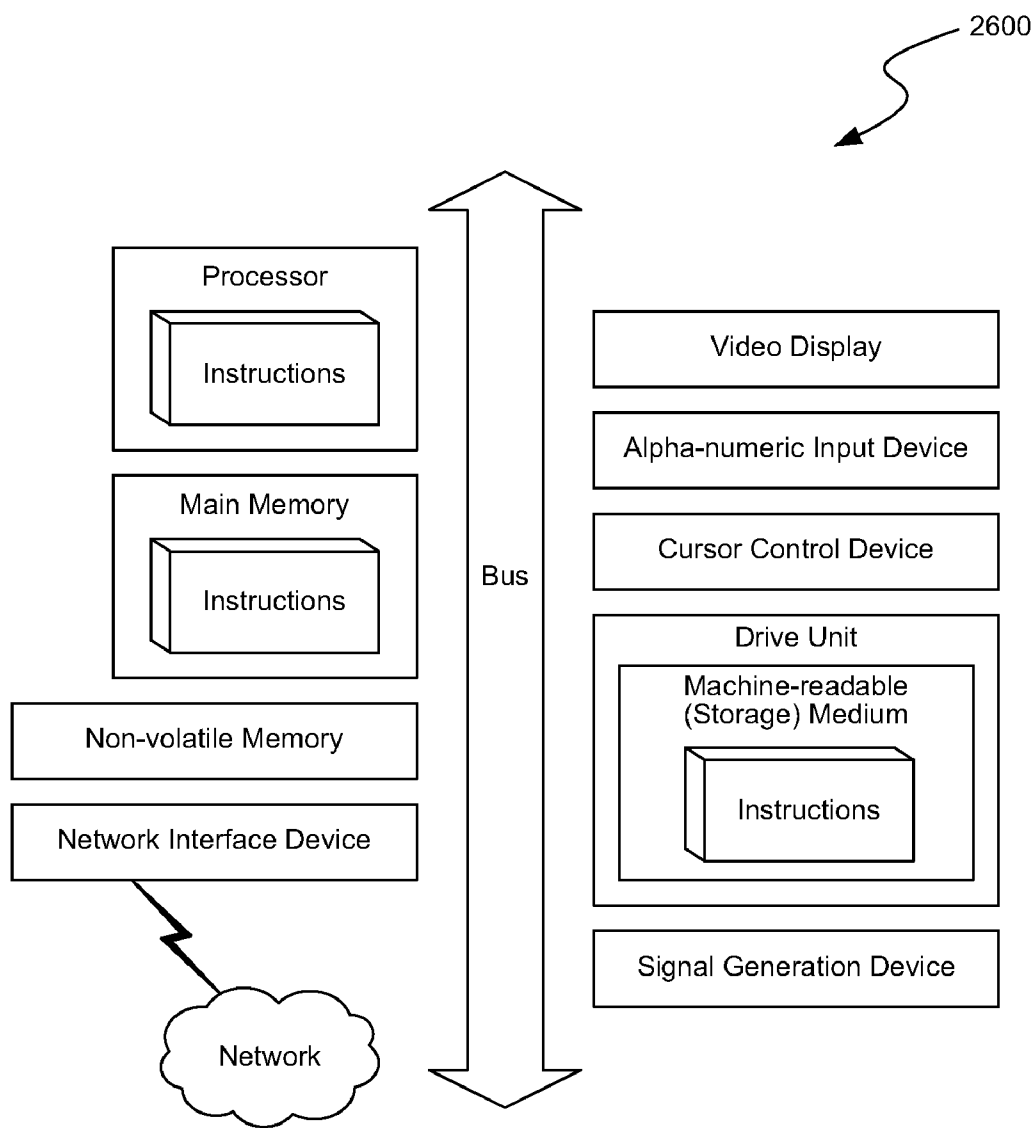 2600
Processor
Instructions
Main Memory
Instructions
Non-volatile Memory
Network Interface Device
Network
Bus
Video Display
Alpha-numeric Input Device
Cursor Control Device
Drive Unit
Machine-readable
(Storage) Medium
Instructions
Signal Generation Device